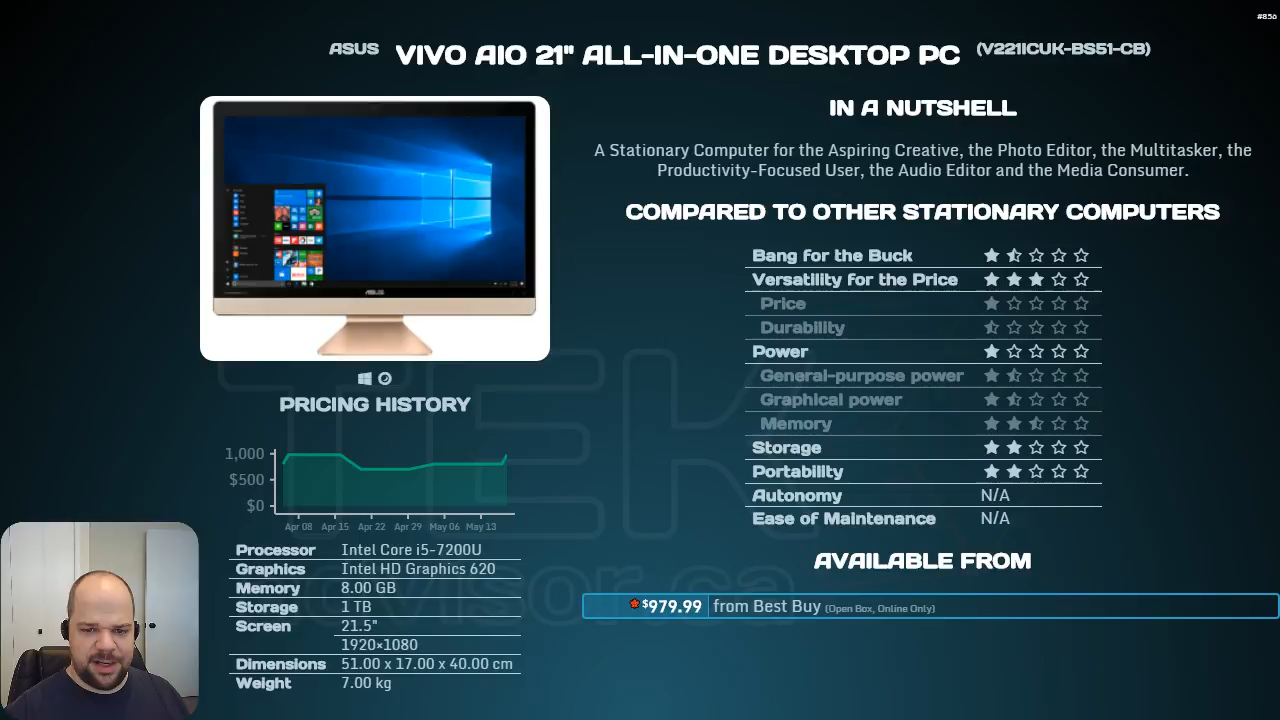 #856
ASUS VIVO AIO 21" ALL-IN-ONE DESKTOP PC (V221ICUK-BS51-CB)
IN A NUTSHELL
A Stationary Computer for the Aspiring Creative, the Photo Editor, the Multitasker, the
Productivity-Focused User, the Audio Editor and the Media Consumer.
COMPARED TO OTHER STATIONARY COMPUTERS
Bang for the Buck
Versatility for the Price
Price
Durability
Power
General-purpose power
Graphical power
Memory
Storage
Portability
Autonomy N/A
Ease of Maintenance N/A
AVAILABLE FROM
$979.99 from Best Buy (Open Box, Online Only)
ASUS
PRICING HISTORY
1,000
$500
$0
Apr 08 Apr 15 Apr 22 Apr 29 May 06 May 13
Processor Intel Core i5-7200U
Graphics Intel HD Graphics 620
Memory 8.00 GB
Storage 1 TB
Screen 21.5"
1920×1080
Dimensions 51.00 x 17.00 x 40.00 cm
Weight 7.00 kg
TEK